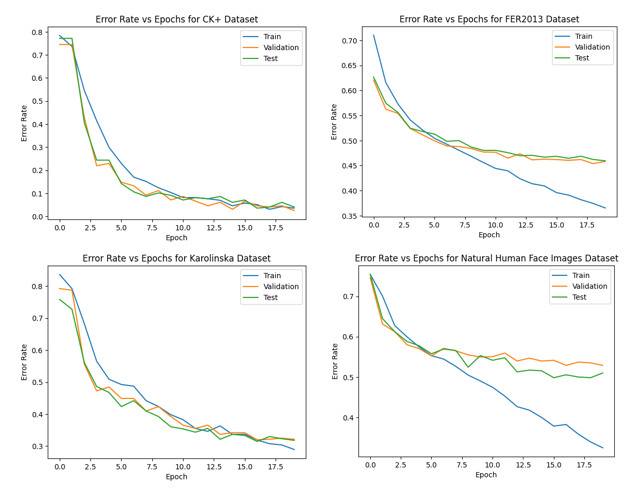 Error Rate vs Epochs for CK+ Dataset
0.8
0.7
0.6
0.5
0.4
0.3
0.2
0.1
0.0
Error Rate
Train
Validation
Test
0.0 2.5 5.0 7.5 10.0 12.5 15.0 17.5
Epoch
Error Rate vs Epochs for FER2013 Dataset
0.70
0.65
0.60
0.55
0.50
0.45
0.40
0.35
Error Rate
Train
Validation
Test
0.0 2.5 5.0 7.5 10.0 12.5 15.0 17.5
Epoch
Error Rate vs Epochs for Karolinska Dataset
0.8
0.7
0.6
0.5
0.4
0.3
Error Rate
Train
Validation
Test
0.0 2.5 5.0 7.5 10.0 12.5 15.0 17.5
Epoch
Error Rate vs Epochs for Natural Human Face Images Dataset
0.7
0.6
0.5
0.4
Error Rate
Train
Validation
Test
0.0 2.5 5.0 7.5 10.0 12.5 15.0 17.5
Epoch